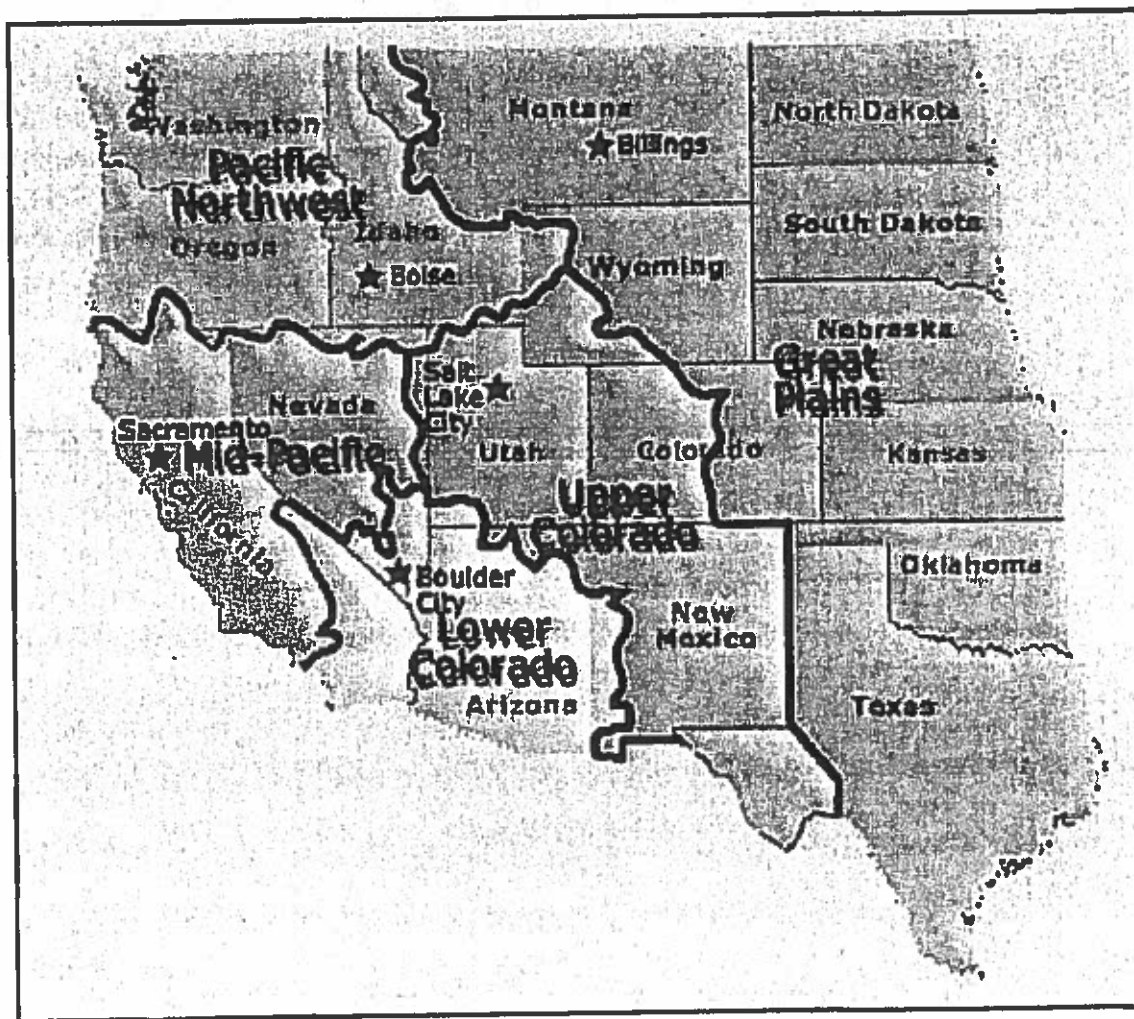 Montana
North Dakota
Washington
Billings
Pacific
Northwest
South Dakota
Idaho
Oregon
Wyoming
Boise
Nebraska
Great
Plains
Salt
Lake
City
Nevada
Sacramento
Mid-Pacific
Utah
Colorado
Kansas
California
Upper
Colorado
Oklahoma
Boulder
City
New
Mexico
Lower
Colorado
Arizona
Texas